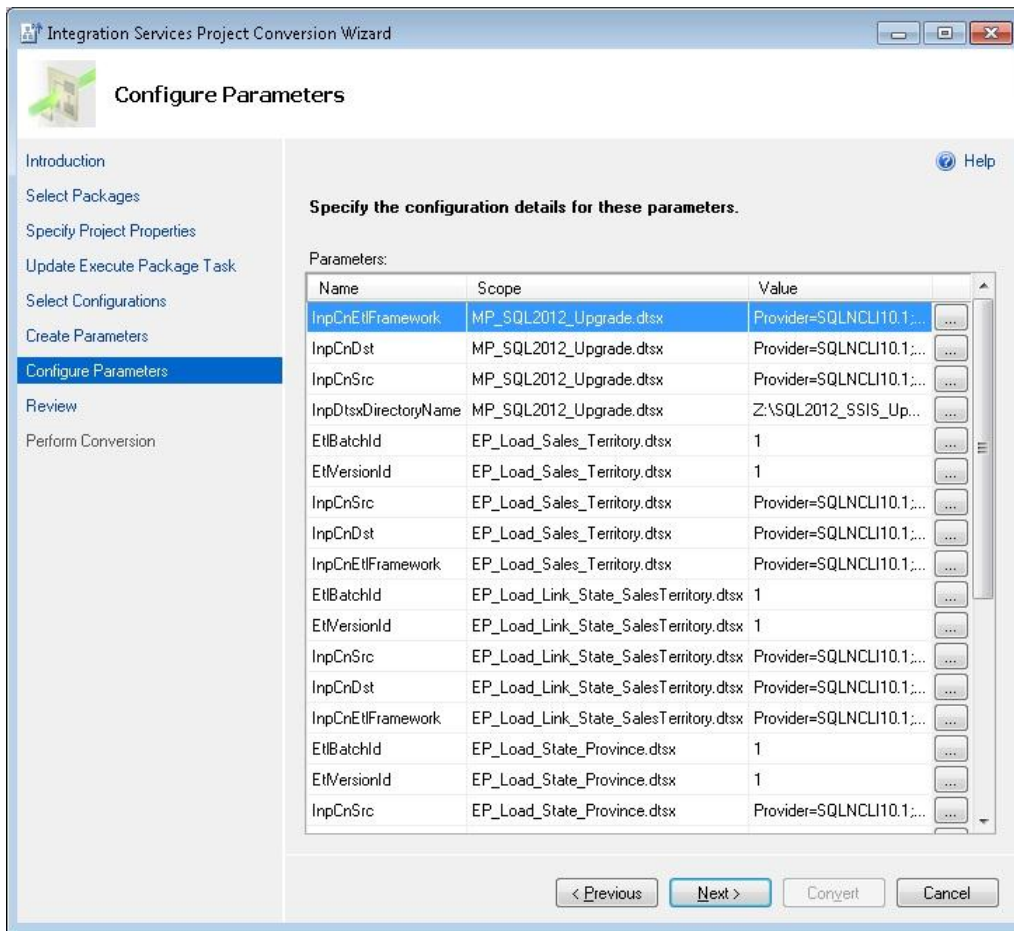 Integration Services Project Conversion Wizard
Configure Parameters
Introduction
Select Packages
Specify Project Properties
Update Execute Package Task
Select Configurations
Create Parameters
Configure Parameters
Review
Perform Conversion
Help
Specify the configuration details for these parameters.
Parameters:
Name Scope Value
InpCnEtlFramework MP_SQL2012_Upgrade.dtsx Provider=SQLNCLI10.1;... ...
InpCnDst MP_SQL2012_Upgrade.dtsx Provider=SQLNCLI10.1;... ...
InpCnSrc MP_SQL2012_Upgrade.dtsx Provider=SQLNCLI10.1;... ...
InpDtsxDirectoryName MP_SQL2012_Upgrade.dtsx Z:\SQL2012_SSIS_Up... ...
EtlBatchId EP_Load_Sales_Territory.dtsx 1 ...
EtlVersionId EP_Load_Sales_Territory.dtsx 1 ...
InpCnSrc EP_Load_Sales_Territory.dtsx Provider=SQLNCLI10.1;... ...
InpCnDst EP_Load_Sales_Territory.dtsx Provider=SQLNCLI10.1;... ...
InpCnEtlFramework EP_Load_Sales_Territory.dtsx Provider=SQLNCLI10.1;... ...
EtlBatchId EP_Load_Link_State_SalesTerritory.dtsx 1 ...
EtlVersionId EP_Load_Link_State_SalesTerritory.dtsx 1 ...
InpCnSrc EP_Load_Link_State_SalesTerritory.dtsx Provider=SQLNCLI10.1;... ...
InpCnDst EP_Load_Link_State_SalesTerritory.dtsx Provider=SQLNCLI10.1;... ...
InpCnEtlFramework EP_Load_Link_State_SalesTerritory.dtsx Provider=SQLNCLI10.1;... ...
EtlBatchId EP_Load_State_Province.dtsx 1 ...
EtlVersionId EP_Load_State_Province.dtsx 1 ...
InpCnSrc EP_Load_State_Province.dtsx Provider=SQLNCLI10.1;... ...
< Previous Next > Convert Cancel